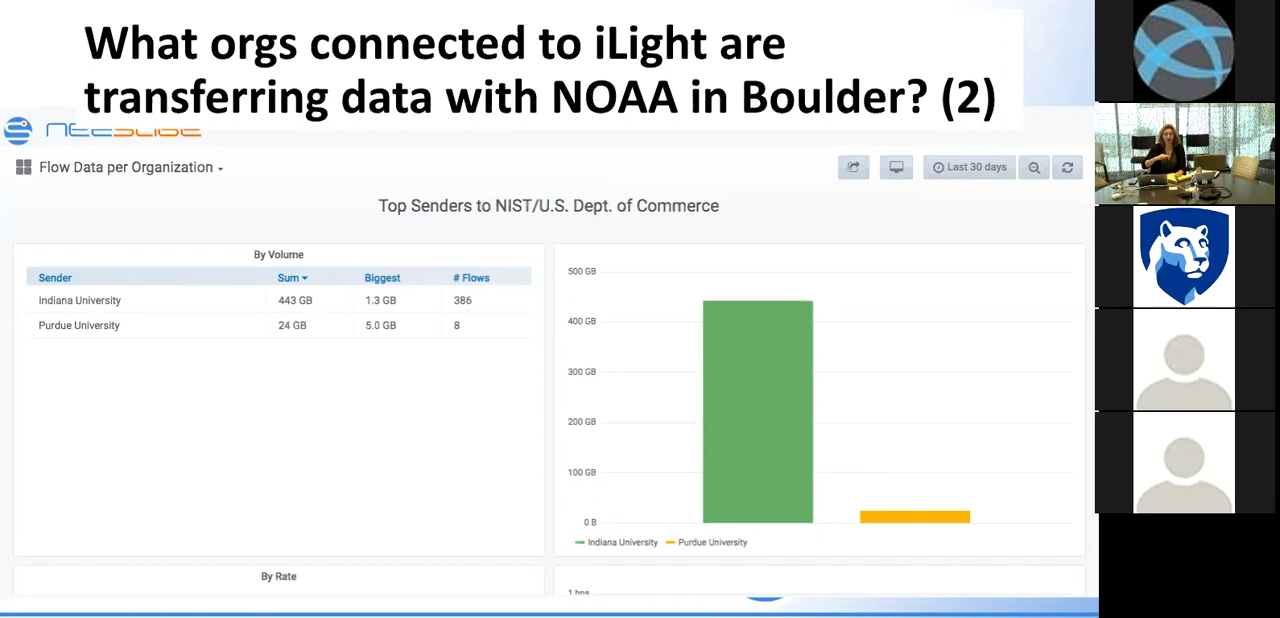 What orgs connected to iLight are
transferring data with NOAA in Boulder? (2)
Flow Data per Organization
Last 30 days
Top Senders to NIST/U.S. Dept. of Commerce
By Volume
Sender Sum Biggest # Flows
Indiana University 443 GB 1.3 GB 386
Purdue University 24 GB 5.0 GB 8
500 GB
400 GB
300 GB
200 GB
100 GB
0 B
Indiana University Purdue University
By Rate